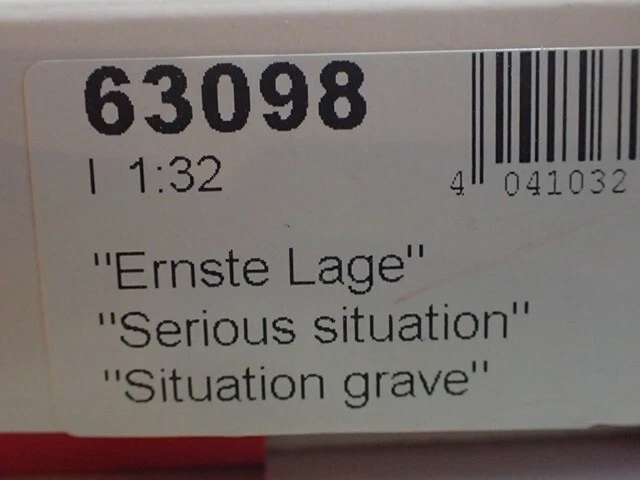 63098
I 1:32
4 041032
"Ernste Lage"
"Serious situation"
"Situation grave"